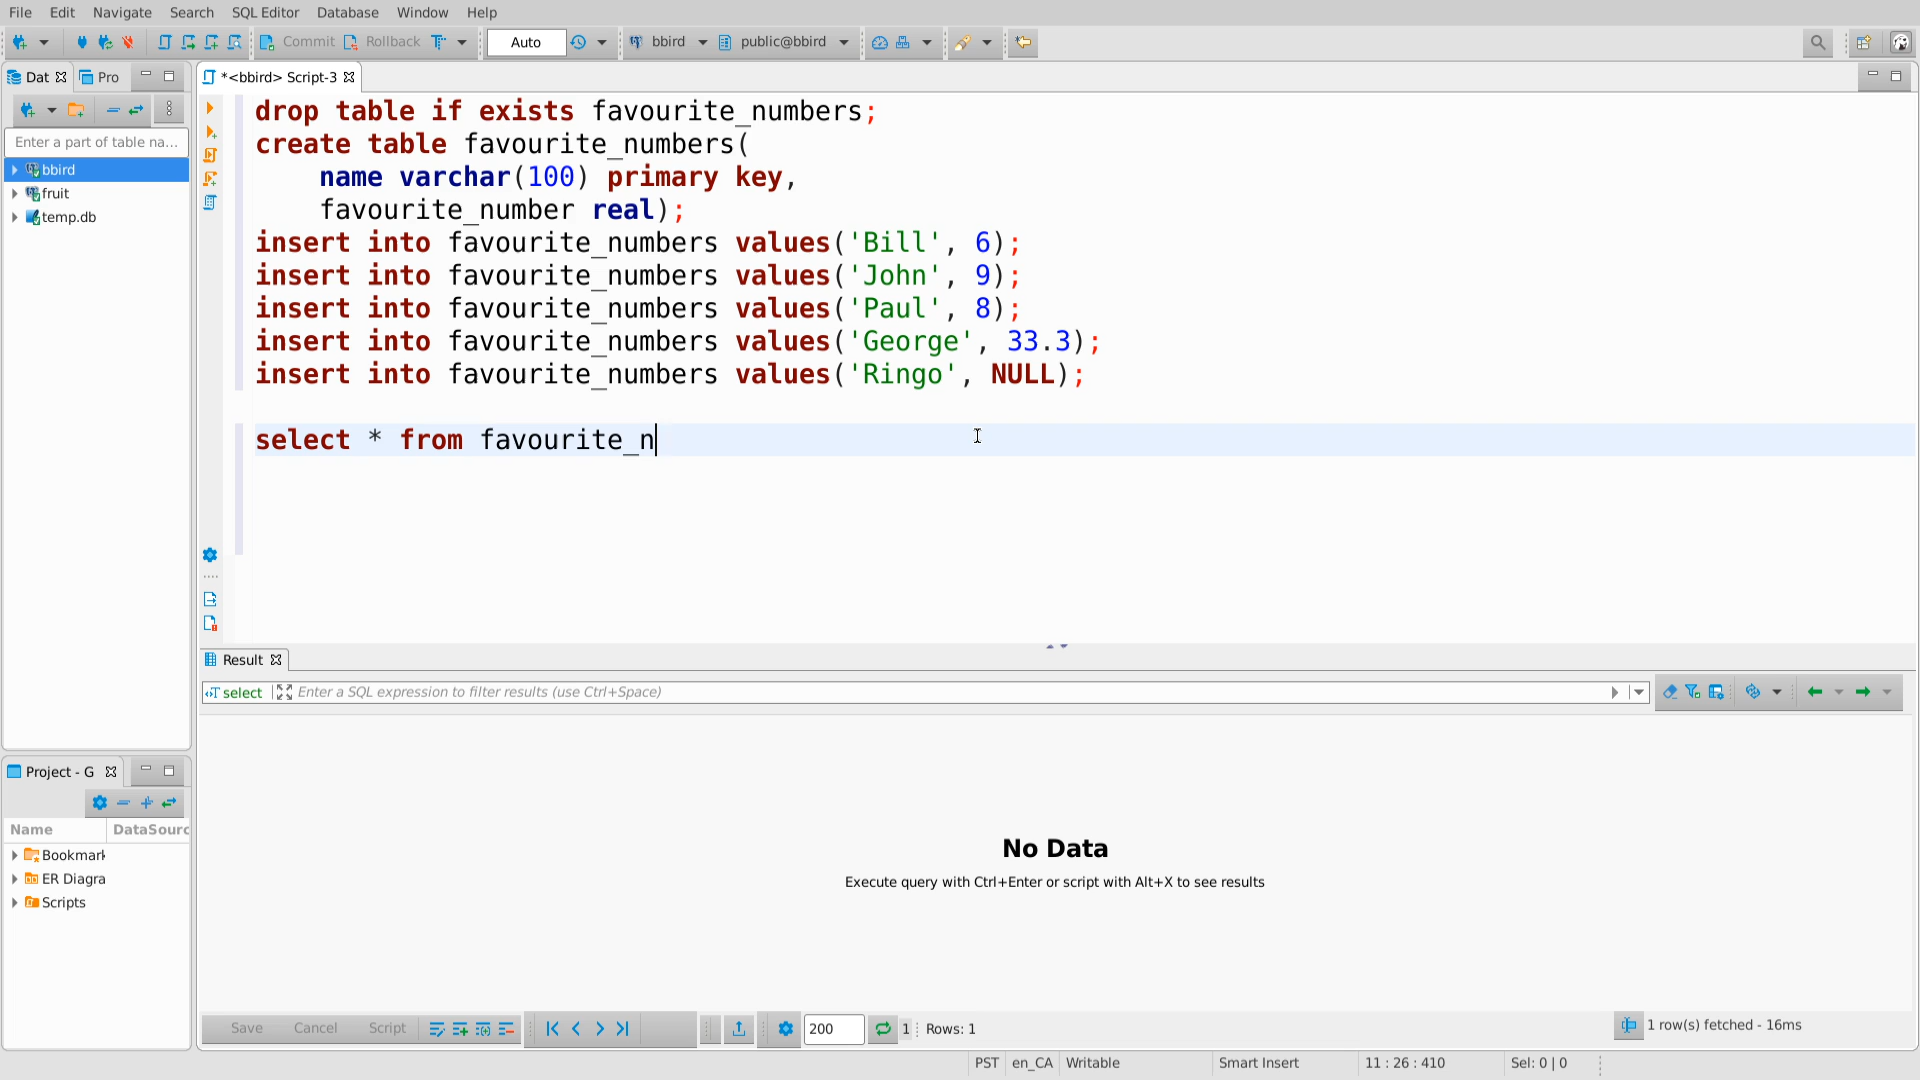 File Edit Navigate Search SQL Editor Database Window Help
Commit Rollback Auto bbird public@bbird
Dat Pro
*<bbird> Script-3
Enter a part of table na...
bbird
fruit
temp.db
drop table if exists favourite_numbers;
create table favourite_numbers(
name varchar(100) primary key,
favourite_number real);
insert into favourite_numbers values('Bill', 6);
insert into favourite_numbers values('John', 9);
insert into favourite_numbers values('Paul', 8);
insert into favourite_numbers values('George', 33.3);
insert into favourite_numbers values('Ringo', NULL);
select * from favourite_n
Result
select Enter a SQL expression to filter results (use Ctrl+Space)
No Data
Execute query with Ctrl+Enter or script with Alt+X to see results
Project - G
Name DataSourc
Bookmark
ER Diagra
Scripts
Save Cancel Script 200 1 Rows: 1 1 row(s) fetched - 16ms
PST en_CA Writable Smart Insert 11 : 26 : 410 Sel: 0 | 0